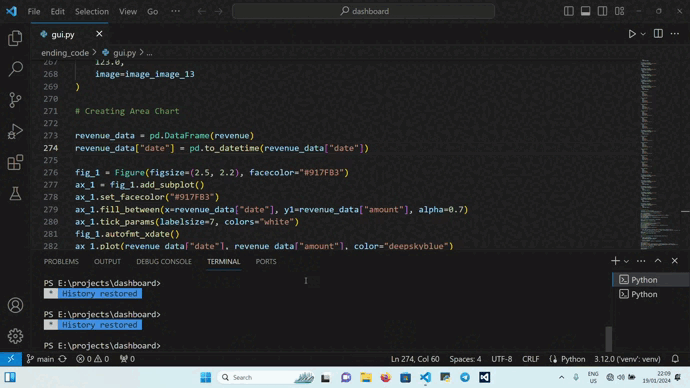 File Edit Selection View Go ... dashboard
gui.py
ending_code > gui.py > ...
267 123.0,
268 image=image_image_13
269 )
270
271 # Creating Area Chart
272
273 revenue_data = pd.DataFrame(revenue)
274 revenue_data["date"] = pd.to_datetime(revenue_data["date"])
275
276 fig_1 = Figure(figsize=(2.5, 2.2), facecolor="#917FB3")
277 ax_1 = fig_1.add_subplot()
278 ax_1.set_facecolor("#917FB3")
279 ax_1.fill_between(x=revenue_data["date"], y1=revenue_data["amount"], alpha=0.7)
280 ax_1.tick_params(labelsize=7, colors="white")
281 fig_1.autofmt_xdate()
282 ax_1.plot(revenue_data["date"], revenue_data["amount"], color="deepskyblue")
PROBLEMS OUTPUT DEBUG CONSOLE TERMINAL PORTS
PS E:\projects\dashboard>
* History restored
PS E:\projects\dashboard>
* History restored
PS E:\projects\dashboard>
Python
Python
main 0 0 0 Ln 274, Col 60 Spaces: 4 UTF-8 CRLF Python 3.12.0 ('venv': venv)
Search ENG US 22:09 19/01/2024